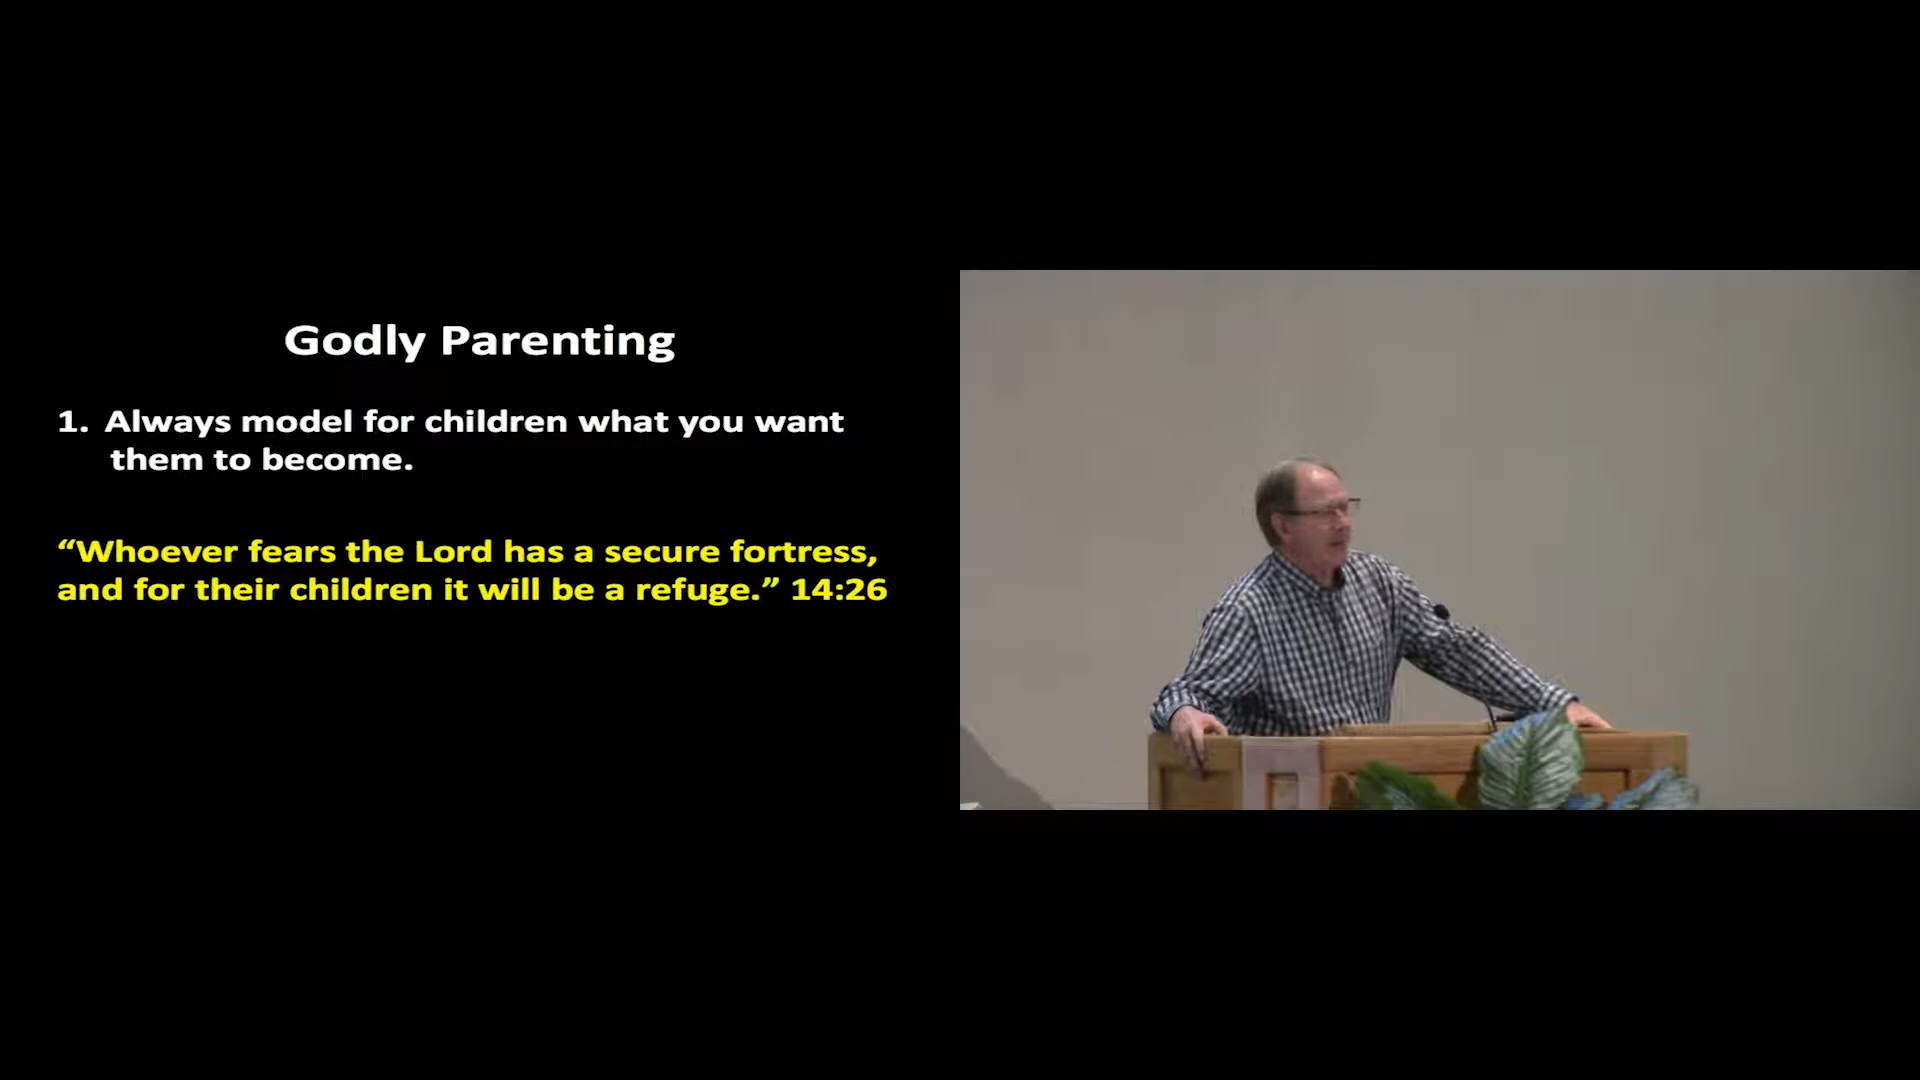 Godly Parenting
1. Always model for children what you want
them to become.
“Whoever fears the Lord has a secure fortress,
and for their children it will be a refuge.” 14:26